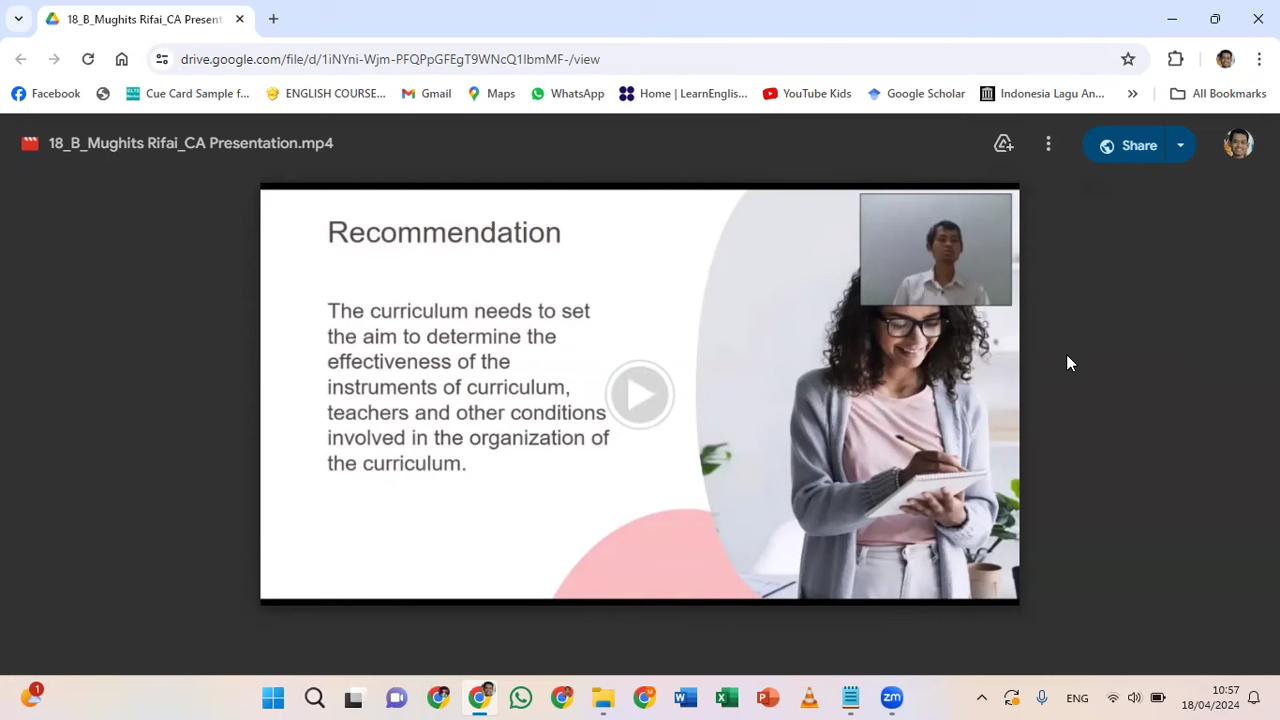 18_B_Mughits Rifai_CA Present
drive.google.com/file/d/1iNYni-Wjm-PFQPpGFEgT9WNcQ1IbmMF-/view
Facebook
Cue Card Sample f...
ENGLISH COURSE...
Gmail
Maps
WhatsApp
Home | LearnEnglis...
YouTube Kids
Google Scholar
Indonesia Lagu An...
All Bookmarks
18_B_Mughits Rifai_CA Presentation.mp4
Share
Recommendation
The curriculum needs to set
the aim to determine the
effectiveness of the
instruments of curriculum,
teachers and other conditions
involved in the organization of
the curriculum.
1
ENG
10:57
18/04/2024